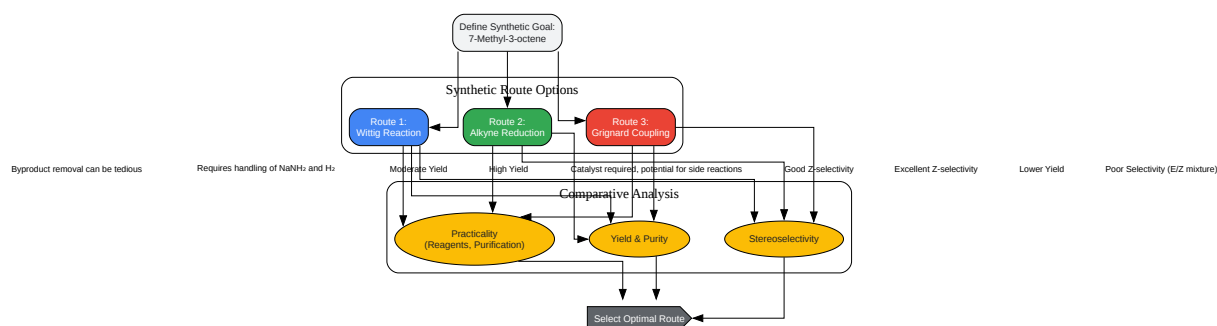 Define Synthetic Goal:
7-Methyl-3-octene
Synthetic Route Options
Route 1:
Wittig Reaction
Route 2:
Alkyne Reduction
Route 3:
Grignard Coupling
Byproduct removal can be tedious
Requires handling of NaNH₂ and H₂
Moderate Yield
High Yield
Catalyst required, potential for side reactions
Good Z-selectivity
Excellent Z-selectivity
Lower Yield
Poor Selectivity (E/Z mixture)
Comparative Analysis
Practicality
(Reagents, Purification)
Yield & Purity
Stereoselectivity
Select Optimal Route